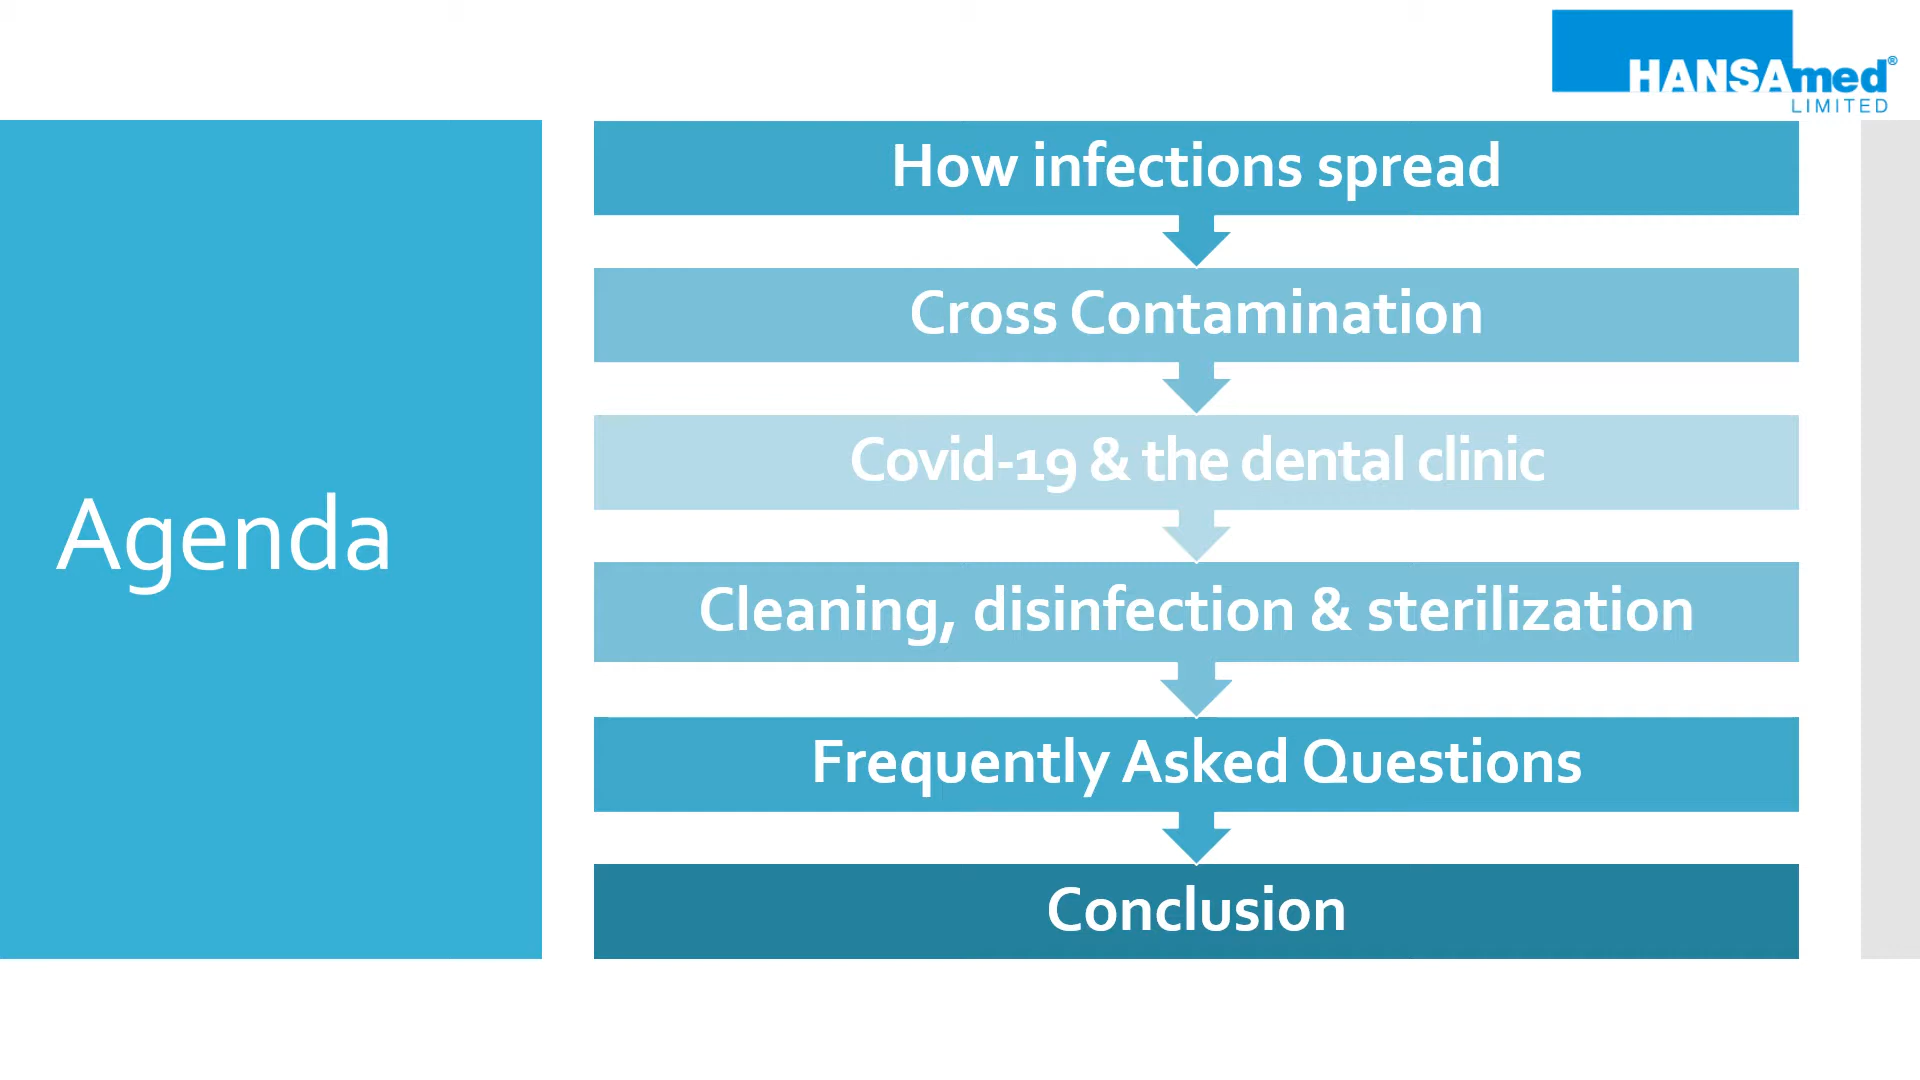 HANSAmed®
LIMITED
Agenda
How infections spread
Cross Contamination
Covid-19 & the dental clinic
Cleaning, disinfection & sterilization
Frequently Asked Questions
Conclusion